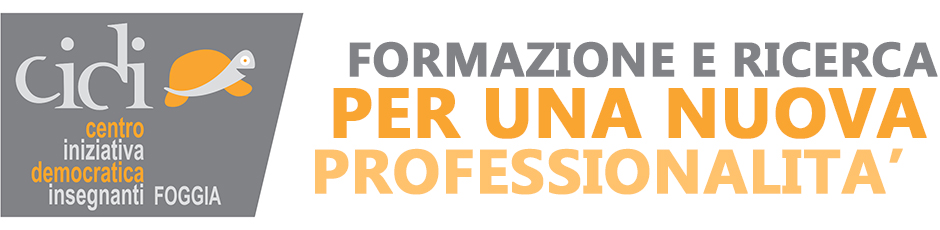 cidi
centro
iniziativa
democratica
insegnanti FOGGIA
FORMAZIONE E RICERCA
PER UNA NUOVA
PROFESSIONALITA’